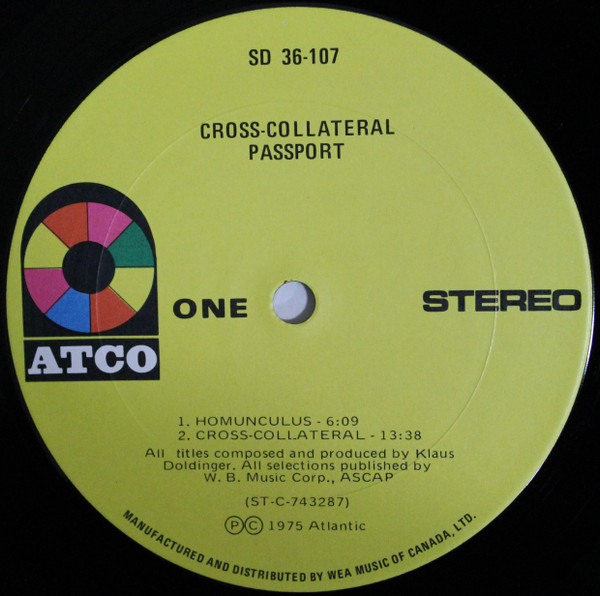 SD 36-107
CROSS-COLLATERAL
PASSPORT
ATCO
ONE
STEREO
1. HOMUNCULUS - 6:09
2. CROSS-COLLATERAL - 13:38
All titles composed and produced by Klaus
Doldinger. All selections published by
W. B. Music Corp., ASCAP
(ST-C-743287)
ⓅⒸ 1975 Atlantic
MANUFACTURED AND DISTRIBUTED BY WEA MUSIC OF CANADA, LTD.